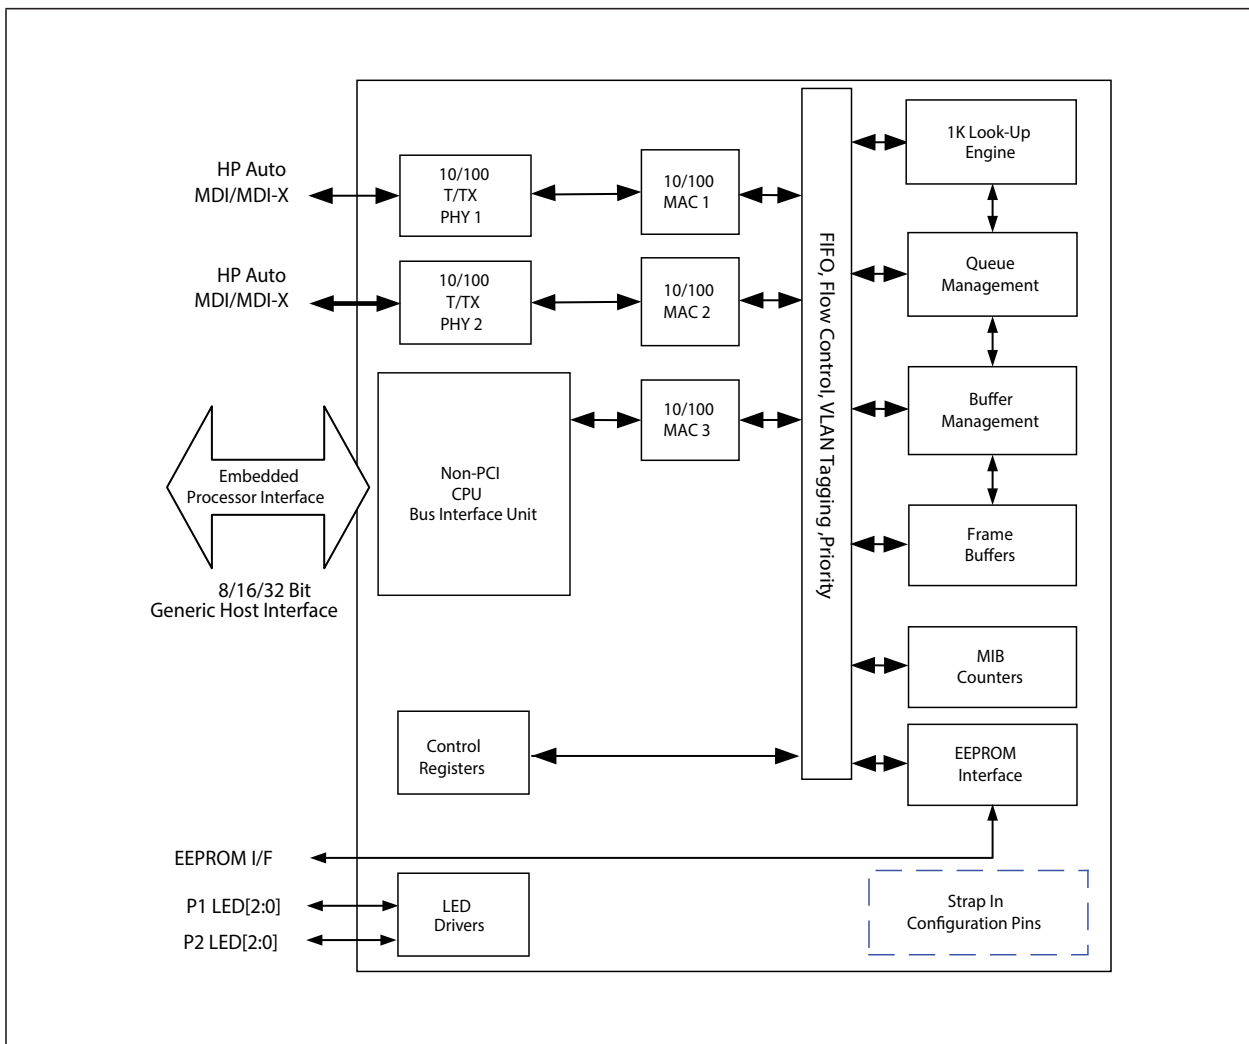 HP Auto
MDI/MDI-X
10/100
T/TX
PHY 1
10/100
MAC 1
HP Auto
MDI/MDI-X
10/100
T/TX
PHY 2
10/100
MAC 2
Embedded
Processor Interface
8/16/32 Bit
Generic Host Interface
Non-PCI
CPU
Bus Interface Unit
10/100
MAC 3
FIFO, Flow Control, VLAN Tagging ,Priority
1K Look-Up
Engine
Queue
Management
Buffer
Management
Frame
Buffers
MIB
Counters
EEPROM
Interface
Control
Registers
EEPROM I/F
P1 LED[2:0]
P2 LED[2:0]
LED
Drivers
Strap In
Configuration Pins